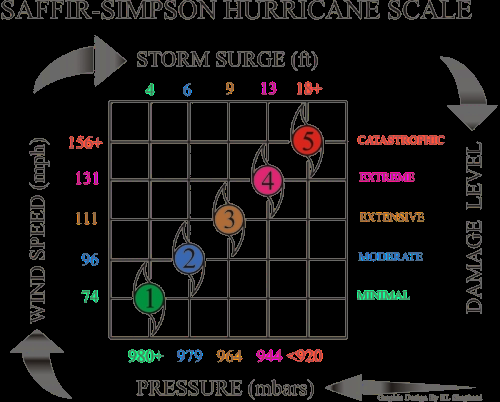 SAFFIR-SIMPSON HURRICANE SCALE
STORM SURGE (ft)
4 6 9 13 18+
156+ 5 CATASTROPHIC
131 4 EXTREME
111 3 EXTENSIVE
96 2 MODERATE
74 1 MINIMAL
WIND SPEED (mph)
DAMAGE LEVEL
980+ 979 964 944 <920
PRESSURE (mbars)
Graphic Design By